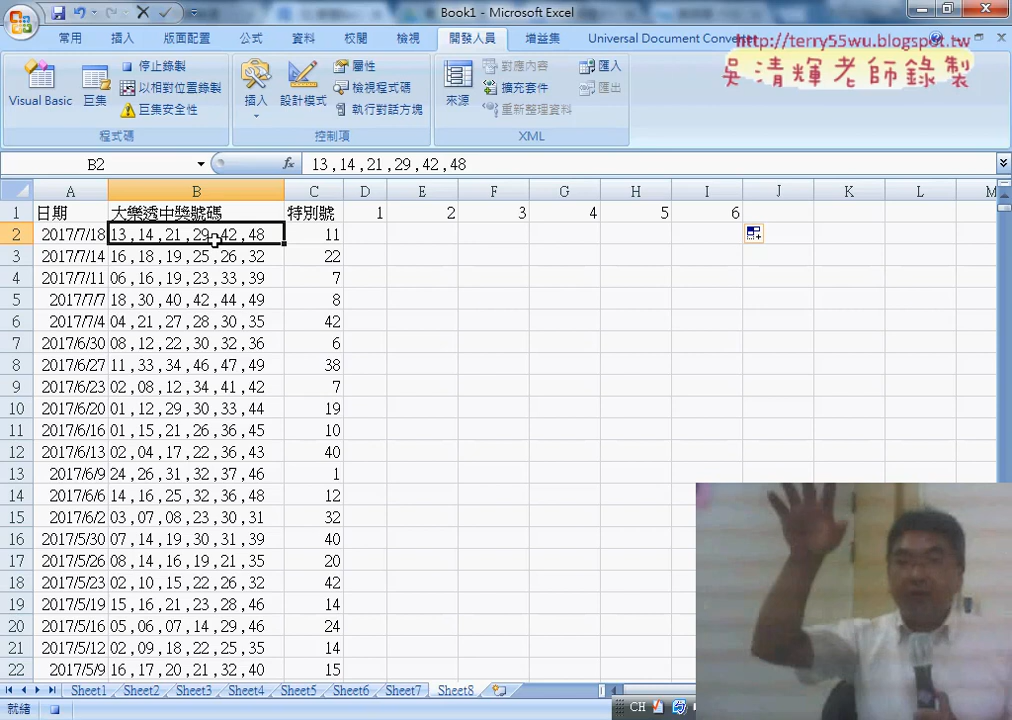 Book1 - Microsoft Excel
常用 插入 版面配置 公式 資料 校閱 檢視 開發人員 增益集 Universal Document Conve
http://terry55wu.blogspot.tw
吳清輝老師錄製
Visual Basic 巨集 停止錄製 以相對位置錄製 巨集安全性
插入 設計模式 屬性 檢視程式碼 執行對話方塊
來源 對應內容 擴充套件 重新整理資料 匯入 匯出
程式碼 控制項 XML
B2 fx 13,14,21,29,42,48
A B C D E F G H I J K L M
1 日期 大樂透中獎號碼 特別號 1 2 3 4 5 6
2 2017/7/18 13,14,21,29,42,48 11
3 2017/7/14 16,18,19,25,26,32 22
4 2017/7/11 06,16,19,23,33,39 7
5 2017/7/7 18,30,40,42,44,49 8
6 2017/7/4 04,21,27,28,30,35 42
7 2017/6/30 08,12,22,30,32,36 6
8 2017/6/27 11,33,34,46,47,49 38
9 2017/6/23 02,08,12,34,41,42 7
10 2017/6/20 01,12,29,30,33,44 19
11 2017/6/16 01,15,21,26,36,45 10
12 2017/6/13 02,04,17,22,36,43 40
13 2017/6/9 24,26,31,32,37,46 1
14 2017/6/6 14,16,25,32,36,48 12
15 2017/6/2 03,07,08,23,30,31 32
16 2017/5/30 07,14,19,30,31,39 40
17 2017/5/26 08,14,16,19,21,35 20
18 2017/5/23 02,10,15,22,26,32 42
19 2017/5/19 15,16,21,23,28,46 14
20 2017/5/16 05,06,07,14,29,46 24
21 2017/5/12 02,09,18,22,25,35 14
22 2017/5/9 16,17,20,21,32,40 15
Sheet1 Sheet2 Sheet3 Sheet4 Sheet5 Sheet6 Sheet7 Sheet8
就緒 CH